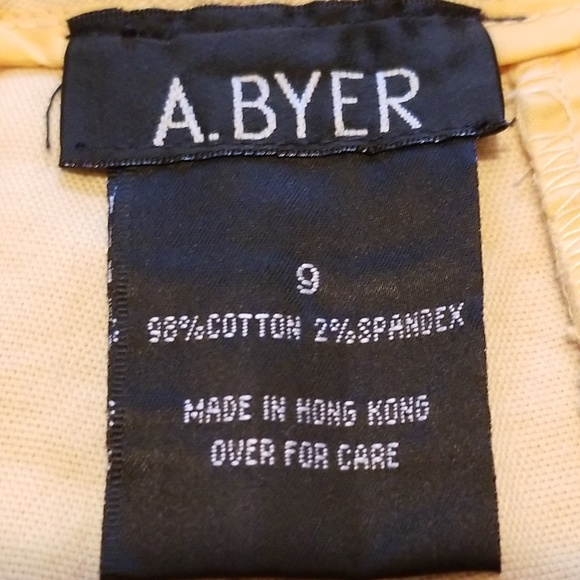 A.BYER
9
98%COTTON 2%SPANDEX
MADE IN HONG KONG
OVER FOR CARE